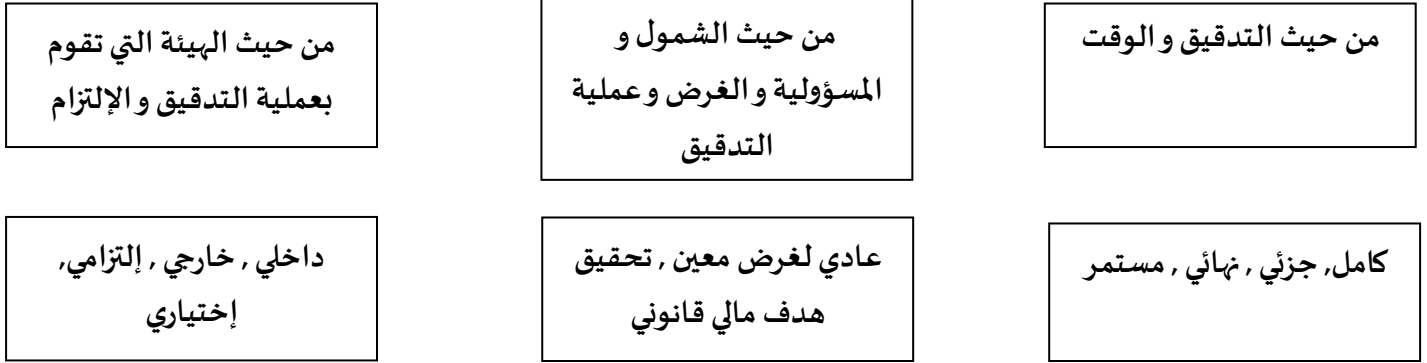 من حيث التدقيق و الوقت
من حيث الشمول و
المسؤولية و الغرض و عملية
التدقيق
من حيث الهيئة التي تقوم
بعملية التدقيق و الإلتزام
كامل, جزئي , نهائي , مستمر
عادي لغرض معين , تحقيق
هدف مالي قانوني
داخلي , خارجي , إلتزامي,
إختياري